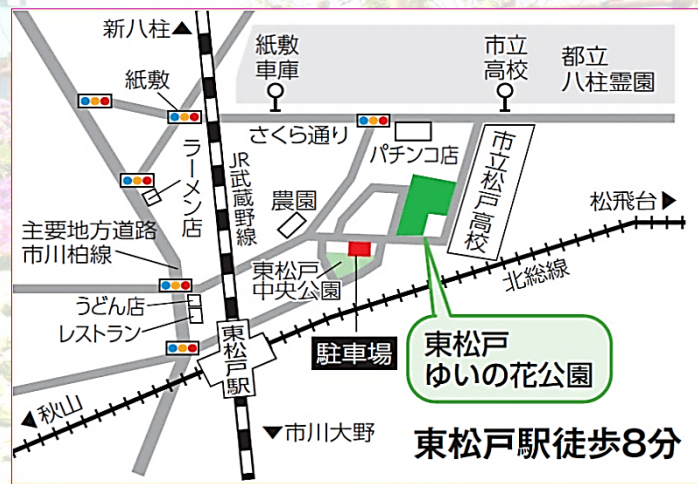 新八柱▲
紙敷
紙敷
車庫
市立
高校
都立
八柱霊園
さくら通り
パチンコ店
ラーメン店
JR武蔵野線
農園
市立松戸高校
松飛台▶
主要地方道路
市川柏線
東松戸
中央公園
北総線
うどん店
レストラン
東松戸駅
駐車場
東松戸
ゆいの花公園
◀秋山
▼市川大野
東松戸駅徒歩8分